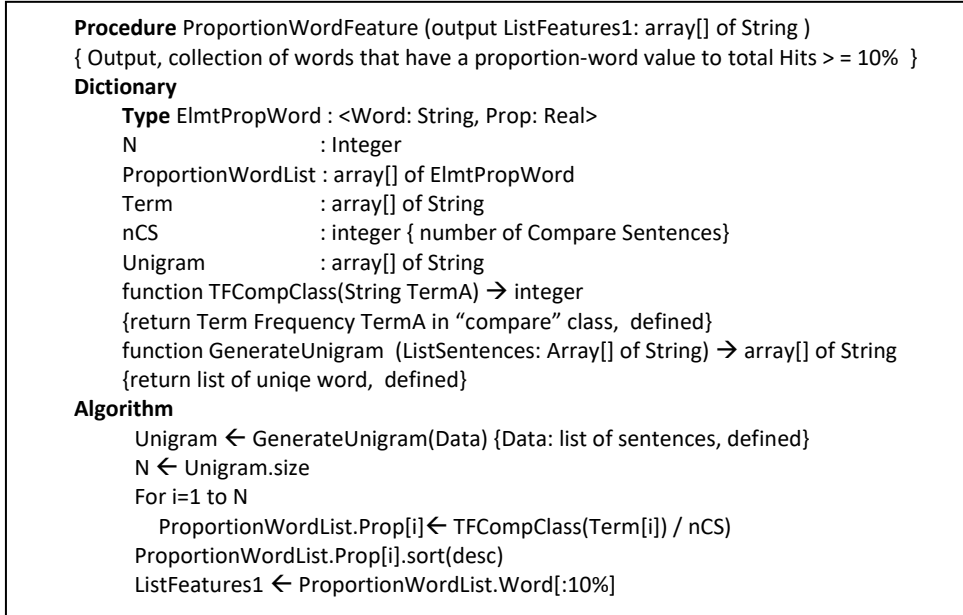 Procedure ProportionWordFeature (output ListFeatures1: array[] of String )
{ Output, collection of words that have a proportion-word value to total Hits > = 10%  }
Dictionary
Type ElmtPropWord : <Word: String, Prop: Real>
N : Integer
ProportionWordList : array[] of ElmtPropWord
Term : array[] of String
nCS : integer { number of Compare Sentences}
Unigram : array[] of String
function TFCompClass(String TermA) → integer
{return Term Frequency TermA in “compare” class,  defined}
function GenerateUnigram  (ListSentences: Array[] of String) → array[] of String
{return list of uniqe word,  defined}
Algorithm
Unigram ← GenerateUnigram(Data) {Data: list of sentences, defined}
N ← Unigram.size
For i=1 to N
ProportionWordList.Prop[i]← TFCompClass(Term[i]) / nCS)
ProportionWordList.Prop[i].sort(desc)
ListFeatures1 ← ProportionWordList.Word[:10%]